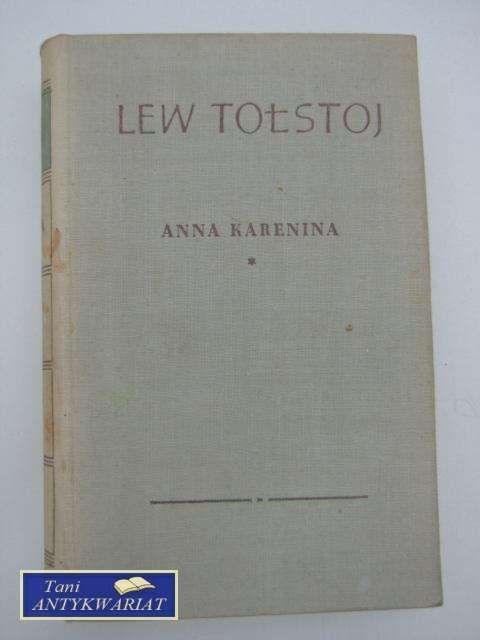 LEW TOŁSTOJ
ANNA KARENINA
*
Tani
ANTYKWARIAT